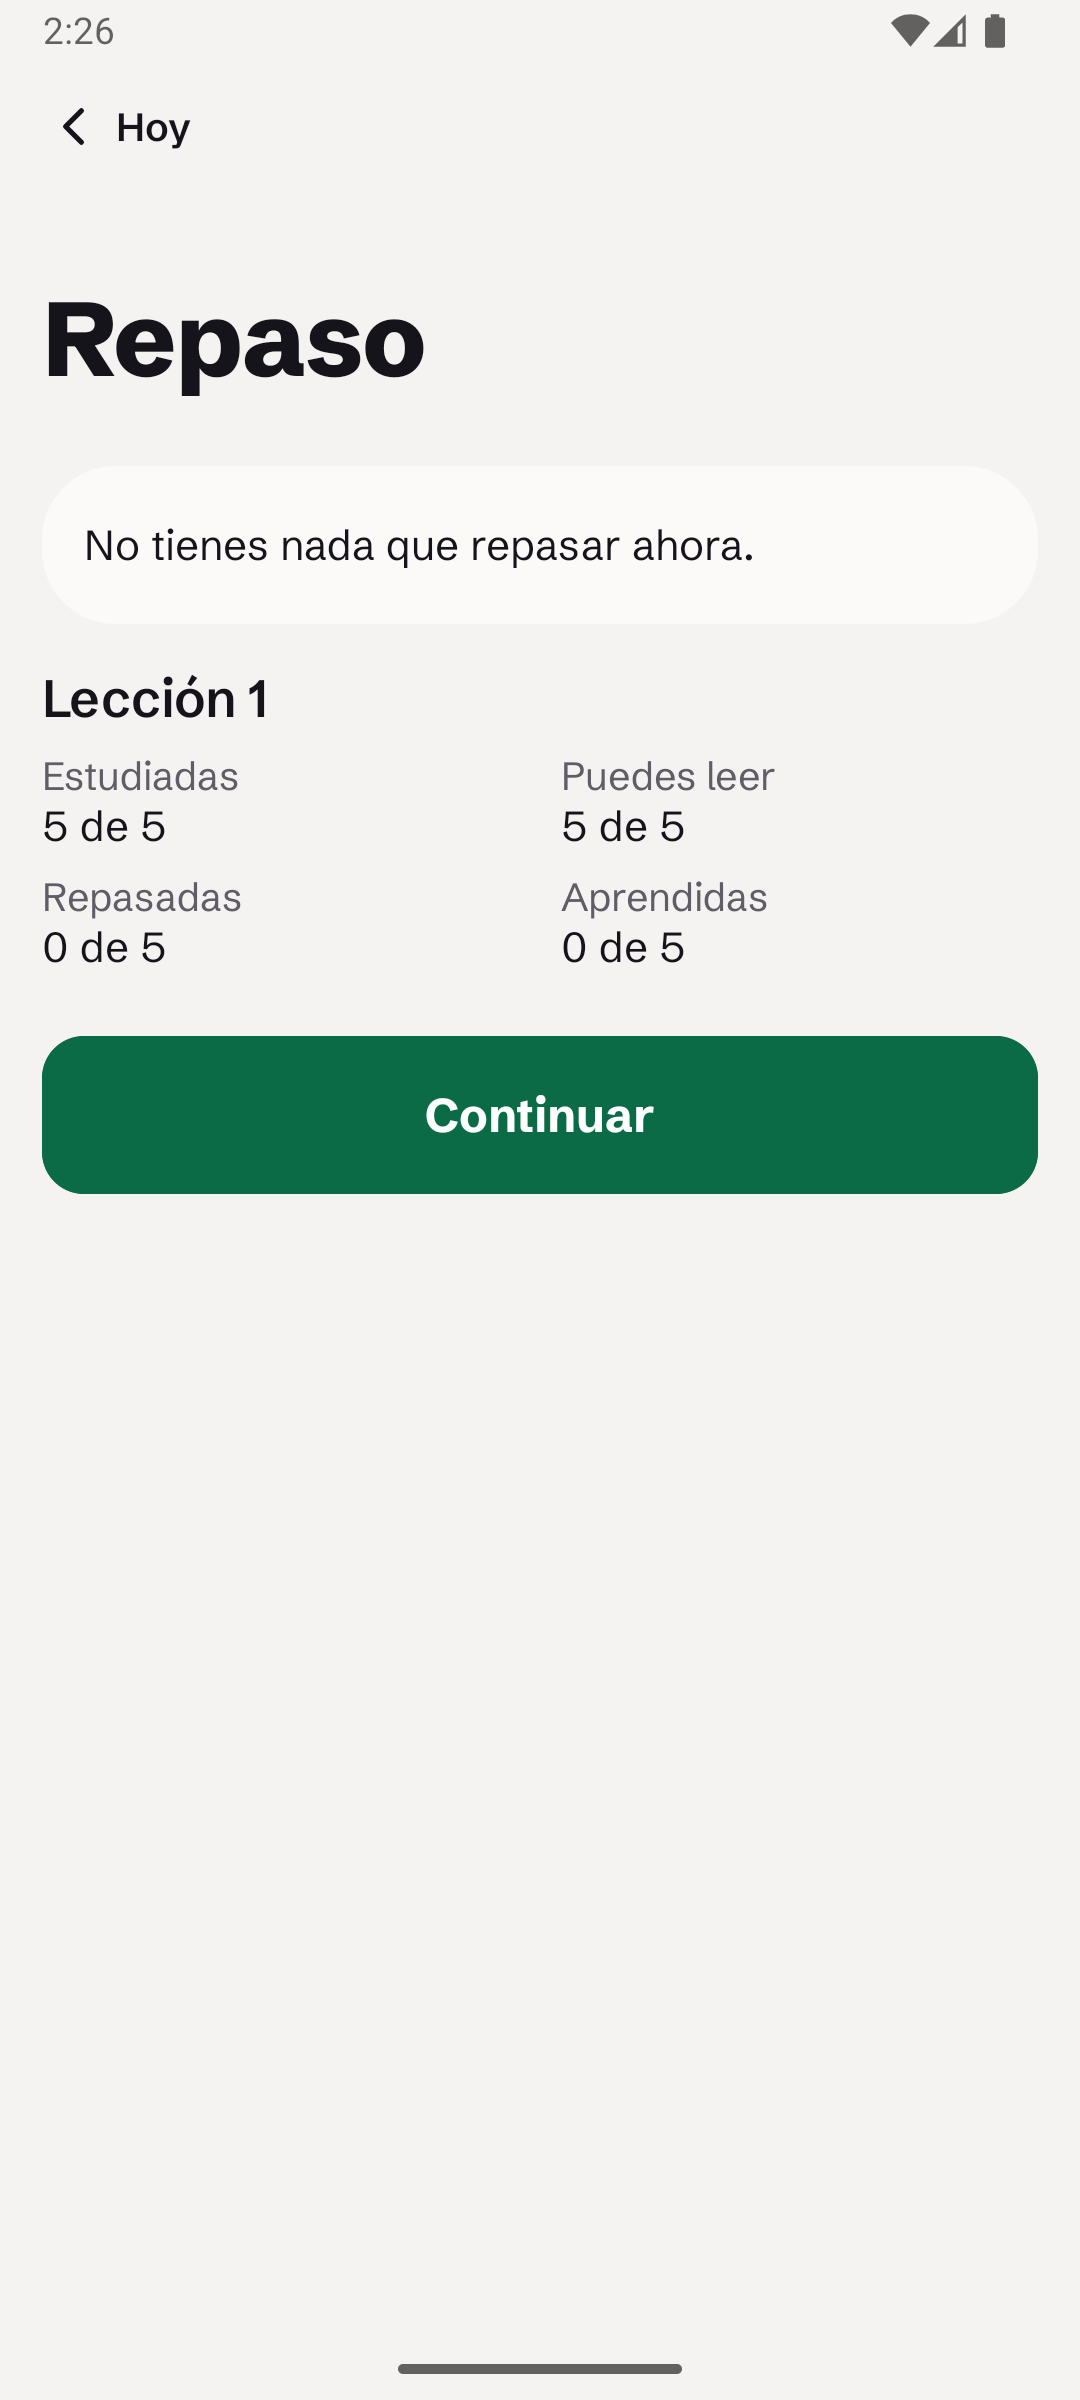 2:26
Hoy
Repaso
No tienes nada que repasar ahora.
Lección 1
Estudiadas
5 de 5
Puedes leer
5 de 5
Repasadas
0 de 5
Aprendidas
0 de 5
Continuar